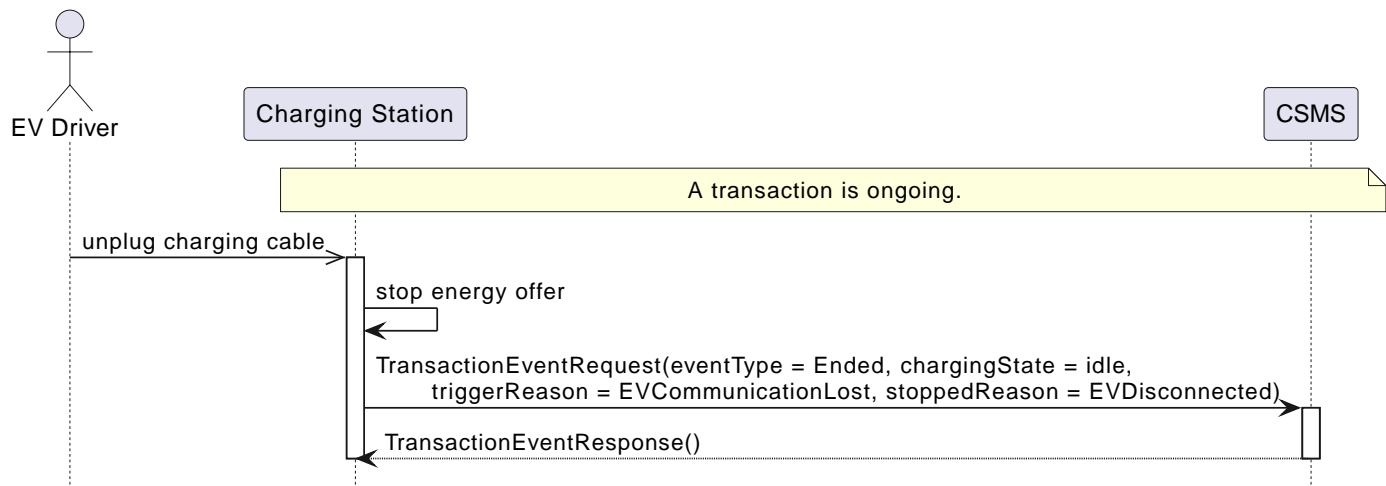 EV Driver
Charging Station
CSMS
A transaction is ongoing.
unplug charging cable
stop energy offer
TransactionEventRequest(eventType = Ended, chargingState = idle,
triggerReason = EVCommunicationLost, stoppedReason = EVDisconnected)
TransactionEventResponse()